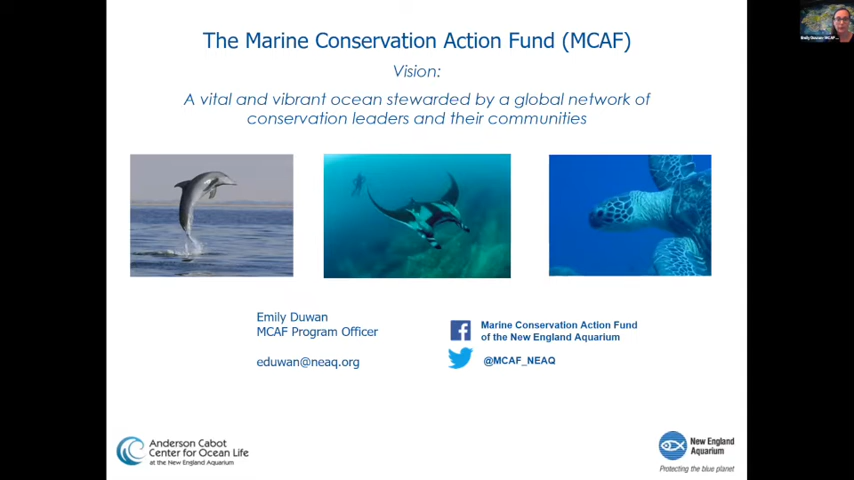 The Marine Conservation Action Fund (MCAF)
Vision:
A vital and vibrant ocean stewarded by a global network of
conservation leaders and their communities
Emily Duwan
MCAF Program Officer
eduwan@neaq.org
Marine Conservation Action Fund
of the New England Aquarium
@MCAF_NEAQ
Anderson Cabot
Center for Ocean Life
at the New England Aquarium
New England
Aquarium
Protecting the blue planet